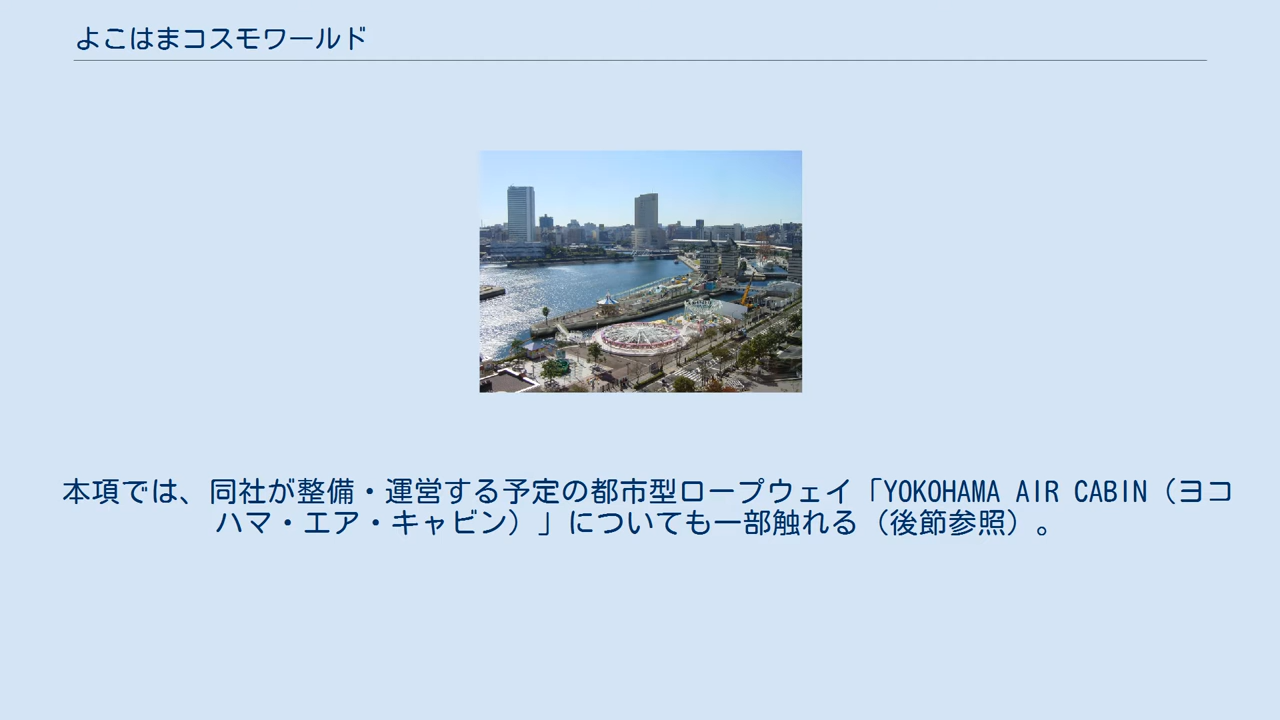 よこはまコスモワールド
本項では、同社が整備・運営する予定の都市型ロープウェイ「YOKOHAMA AIR CABIN（ヨコ
ハマ・エア・キャビン）」についても一部触れる（後節参照）。